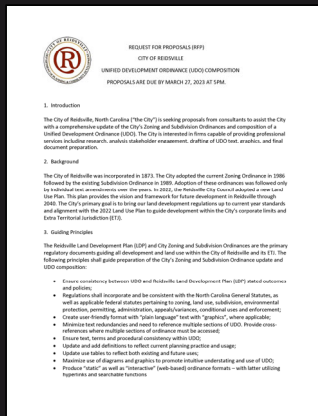 REQUEST FOR PROPOSALS (RFP)
CITY OF REIDSVILLE
UNIFIED DEVELOPMENT ORDINANCE (UDO) COMPOSITION
PROPOSALS ARE DUE BY MARCH 27, 2023 AT 5PM.
1. Introduction
The City of Reidsville, North Carolina ("the City") is seeking proposals from consultants to assist the City
with a comprehensive update of the City's Zoning and Subdivision Ordinances and composition of a
Unified Development Ordinance (UDO). The City is interested in firms capable of providing professional
services including research, analysis stakeholder engagement, drafting of UDO text, graphics, and final
document preparation.
2. Background
The City of Reidsville was incorporated in 1873. The City adopted the current Zoning Ordinance in 1986
followed by the existing Subdivision Ordinance in 1989. Adoption of these ordinances was followed only
by individual text amendments over the years. In 2022, the Reidsville City Council adopted a new Land
Use Plan. This plan provides the vision and framework for future development in Reidsville through
2040. The City's primary goal is to bring our land development regulations up to current year standards
and alignment with the 2022 Land Use Plan to guide development within the City's corporate limits and
Extra Territorial Jurisdiction (ETJ).
3. Guiding Principles
The Reidsville Land Development Plan (LDP) and City Zoning and Subdivision Ordinances are the primary
regulatory documents guiding all development and land use within the City of Reidsville and its ETJ. The
following principles shall guide preparation of the City's Zoning and Subdivision Ordinance update and
UDO composition:
• Ensure consistency between UDO and Reidsville Land Development Plan (LDP) stated outcomes
and policies;
• Regulations shall incorporate and be consistent with the North Carolina General Statutes, as
well as applicable federal statutes pertaining to zoning, land use, subdivision, environmental
protection, permitting, administration, appeals/variances, conditional uses and enforcement;
• Create user-friendly format with "plain language" text with "graphics", where applicable;
• Minimize text redundancies and need to reference multiple sections of UDO. Provide cross-
references where multiple sections of ordinance must be accessed;
• Ensure text, terms and procedural consistency within UDO;
• Update and add definitions to reflect current planning practice and usage;
• Update use tables to reflect both existing and future uses;
• Maximize use of diagrams and graphics to promote intuitive understanding and use of UDO;
• Produce "static" as well as "interactive" (web-based) ordinance formats – with latter utilizing
hyperlinks and searchable functions